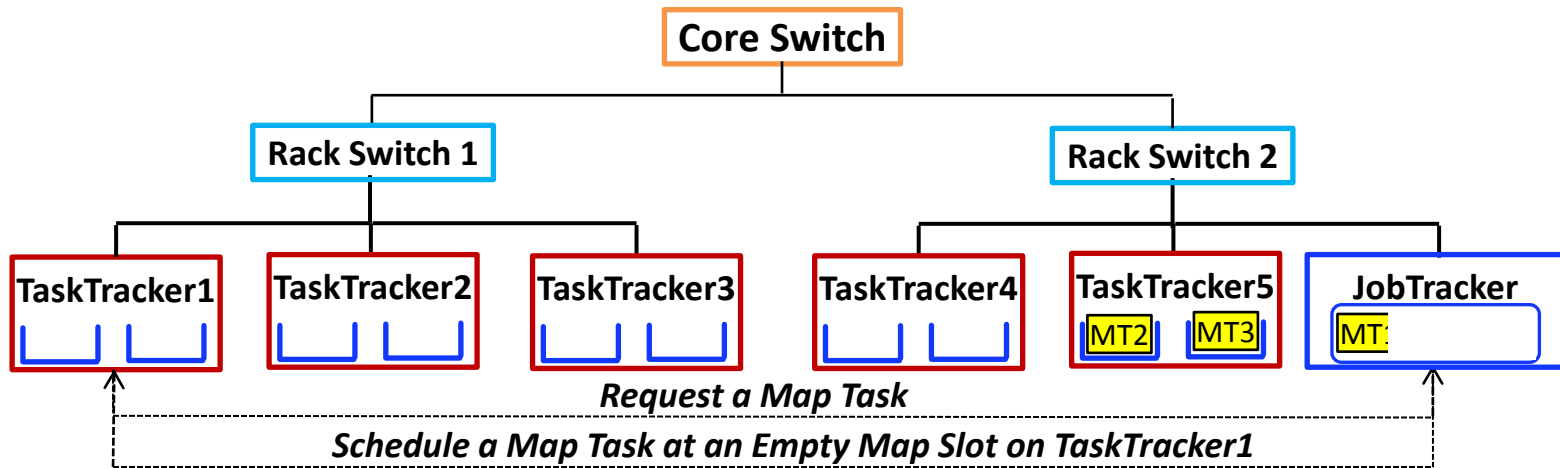 Core Switch
Rack Switch 1
Rack Switch 2
TaskTracker1
TaskTracker2
TaskTracker3
TaskTracker4
TaskTracker5
JobTracker
MT2
MT3
MT1
Request a Map Task
Schedule a Map Task at an Empty Map Slot on TaskTracker1